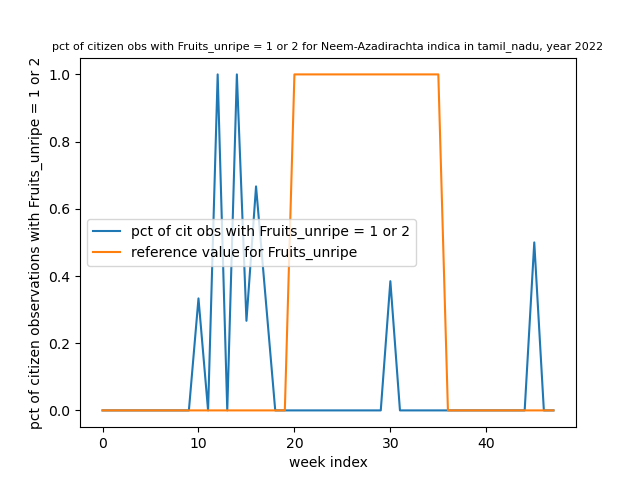 pct of citizen obs with Fruits_unripe = 1 or 2 for Neem-Azadirachta indica in tamil_nadu, year 2022
pct of citizen observations with Fruits_unripe = 1 or 2
1.0
0.8
0.6
0.4
0.2
0.0
pct of cit obs with Fruits_unripe = 1 or 2
reference value for Fruits_unripe
0 10 20 30 40
week index